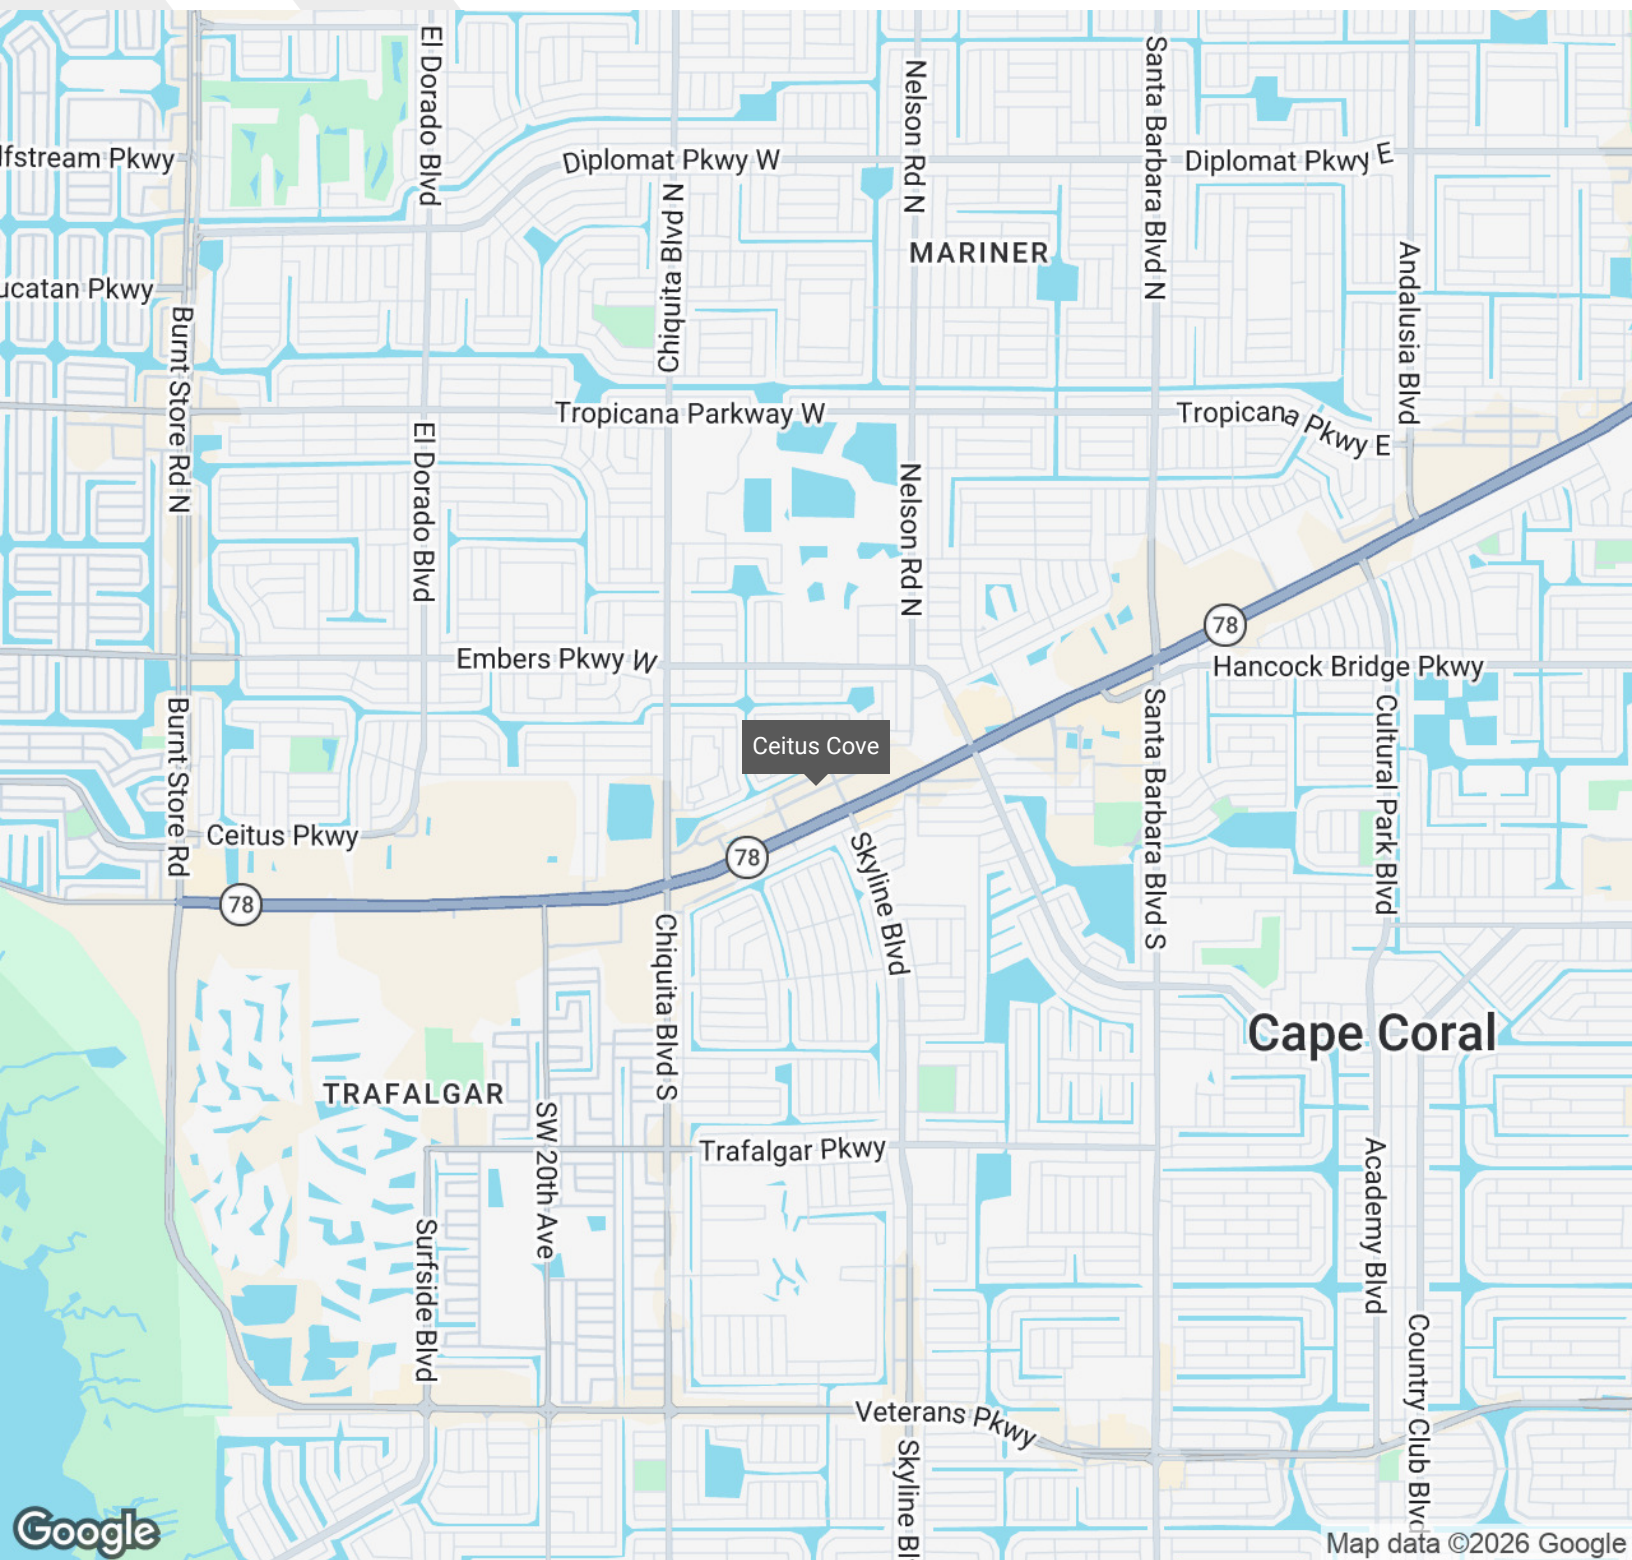 El Dorado Blvd
Nelson Rd N
Santa Barbara Blvd N
lfstream Pkwy
Diplomat Pkwy W
Diplomat Pkwy E
Chiquita Blvd N
MARINER
Andalusia Blvd
ucatan Pkwy
Burnt Store Rd N
Tropicana Parkway W
Tropicana Pkwy E
El Dorado Blvd
Nelson Rd N
78
Embers Pkwy W
Hancock Bridge Pkwy
Burnt Store Rd
Santa Barbara Blvd S
Cultural Park Blvd
Ceitus Cove
Ceitus Pkwy
78
Skyline Blvd
78
Chiquita Blvd S
Cape Coral
TRAFALGAR
SW 20th Ave
Trafalgar Pkwy
Academy Blvd
Surfside Blvd
Country Club Blvd
Veterans Pkwy
Skyline Bl
Google
Map data ©2026 Google